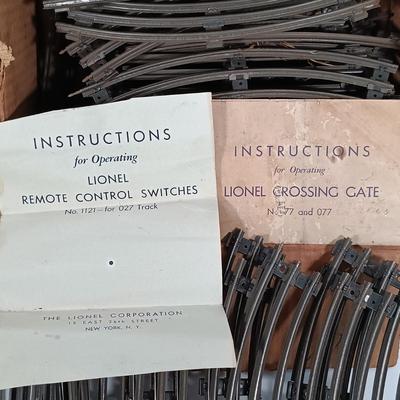 INSTRUCTIONS
for Operating
LIONEL
REMOTE CONTROL SWITCHES
No. 1121—for 027 Track
THE LIONEL CORPORATION
15 EAST 26th STREET
NEW YORK, N. Y.
INSTRUCTIONS
for Operating
LIONEL CROSSING GATE
77 and 077